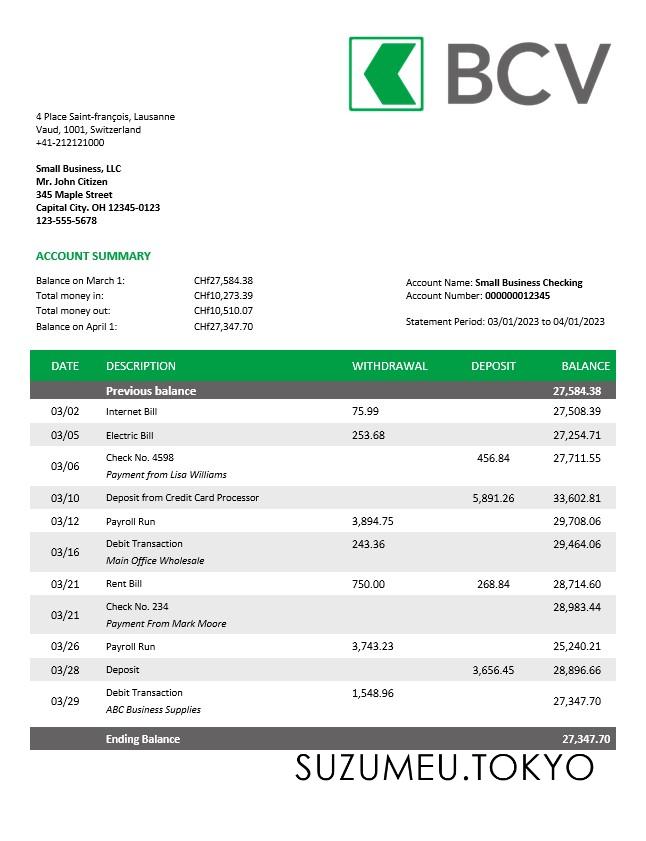 BCV
4 Place Saint-françois, Lausanne
Vaud, 1001, Switzerland
+41-212121000
Small Business, LLC
Mr. John Citizen
345 Maple Street
Capital City. OH 12345-0123
123-555-5678
ACCOUNT SUMMARY
Balance on March 1: CHf27,584.38
Total money in: CHf10,273.39
Total money out: CHf10,510.07
Balance on April 1: CHf27,347.70
Account Name: Small Business Checking
Account Number: 000000012345
Statement Period: 03/01/2023 to 04/01/2023
DATE DESCRIPTION WITHDRAWAL DEPOSIT BALANCE
Previous balance 27,584.38
03/02 Internet Bill 75.99 27,508.39
03/05 Electric Bill 253.68 27,254.71
03/06 Check No. 4598 456.84 27,711.55
Payment from Lisa Williams
03/10 Deposit from Credit Card Processor 5,891.26 33,602.81
03/12 Payroll Run 3,894.75 29,708.06
03/16 Debit Transaction 243.36 29,464.06
Main Office Wholesale
03/21 Rent Bill 750.00 268.84 28,714.60
03/21 Check No. 234 28,983.44
Payment From Mark Moore
03/26 Payroll Run 3,743.23 25,240.21
03/28 Deposit 3,656.45 28,896.66
03/29 Debit Transaction 1,548.96 27,347.70
ABC Business Supplies
Ending Balance 27,347.70
SUZUMEU.TOKYO